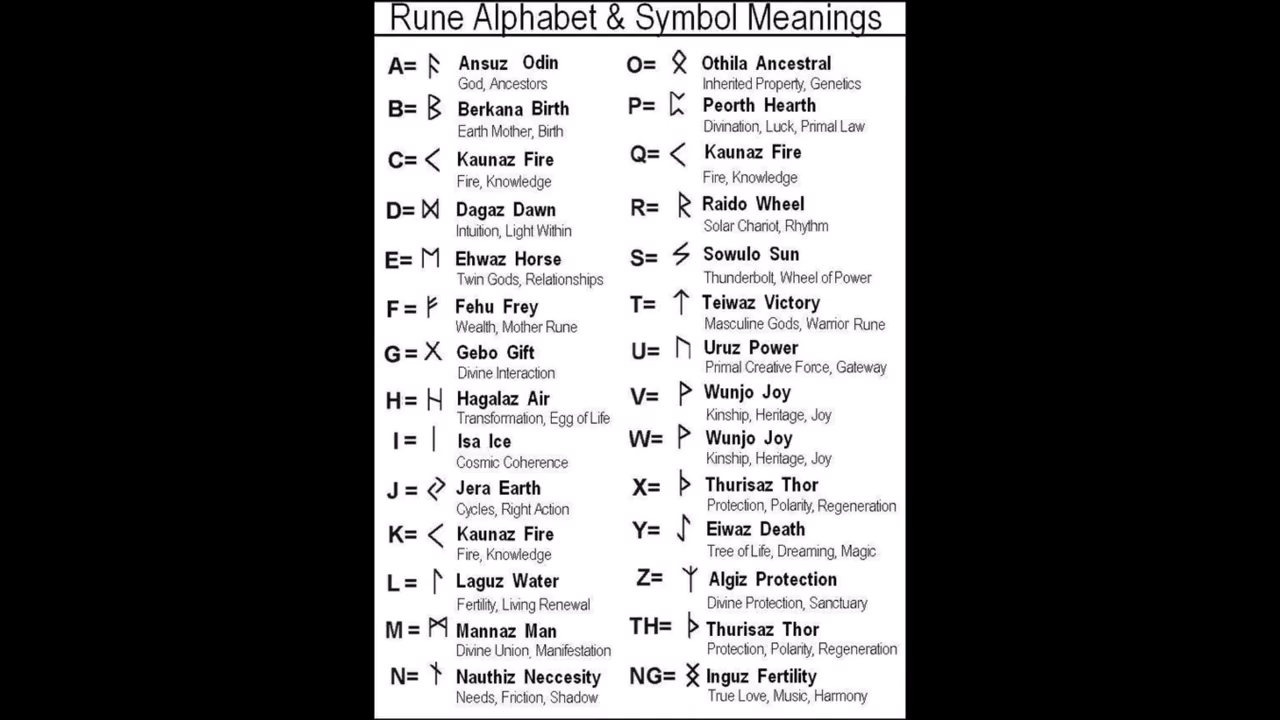 Rune Alphabet & Symbol Meanings
A= ᚨ Ansuz Odin
God, Ancestors
B= ᛒ Berkana Birth
Earth Mother, Birth
C= ᚲ Kaunaz Fire
Fire, Knowledge
D= ᛞ Dagaz Dawn
Intuition, Light Within
E= ᛖ Ehwaz Horse
Twin Gods, Relationships
F = ᚠ Fehu Frey
Wealth, Mother Rune
G = ᚷ Gebo Gift
Divine Interaction
H = ᚺ Hagalaz Air
Transformation, Egg of Life
I = ᛁ Isa Ice
Cosmic Coherence
J = ᛃ Jera Earth
Cycles, Right Action
K= ᚲ Kaunaz Fire
Fire, Knowledge
L = ᛚ Laguz Water
Fertility, Living Renewal
M = ᛗ Mannaz Man
Divine Union, Manifestation
N= ᚾ Nauthiz Neccesity
Needs, Friction, Shadow
O= ᛟ Othila Ancestral
Inherited Property, Genetics
P= ᛈ Peorth Hearth
Divination, Luck, Primal Law
Q= ᚲ Kaunaz Fire
Fire, Knowledge
R= ᚱ Raido Wheel
Solar Chariot, Rhythm
S= ᛋ Sowulo Sun
Thunderbolt, Wheel of Power
T= ᛏ Teiwaz Victory
Masculine Gods, Warrior Rune
U= ᚢ Uruz Power
Primal Creative Force, Gateway
V= ᚹ Wunjo Joy
Kinship, Heritage, Joy
W= ᚹ Wunjo Joy
Kinship, Heritage, Joy
X= ᚦ Thurisaz Thor
Protection, Polarity, Regeneration
Y= ᛇ Eiwaz Death
Tree of Life, Dreaming, Magic
Z= ᛉ Algiz Protection
Divine Protection, Sanctuary
TH= ᚦ Thurisaz Thor
Protection, Polarity, Regeneration
NG= ᛝ Inguz Fertility
True Love, Music, Harmony